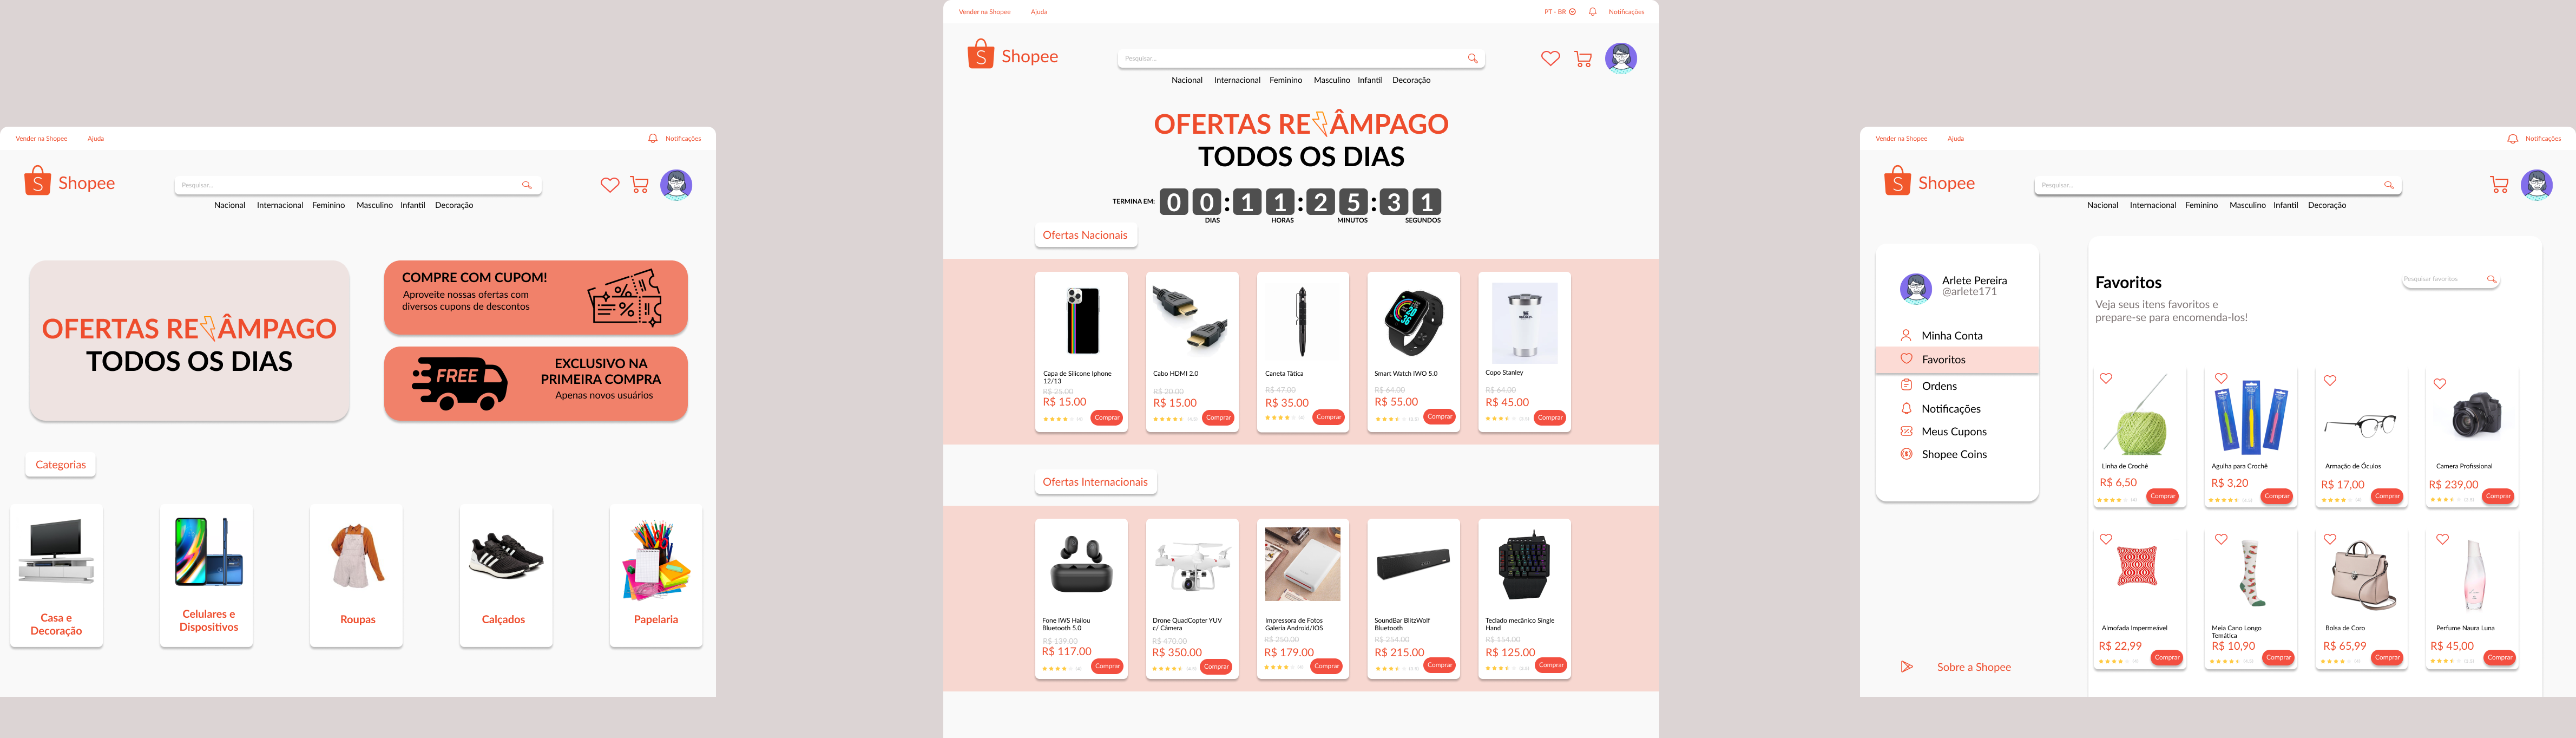 Vender na Shopee
Ajuda
Notificações
Shopee
Pesquisar...
Nacional Internacional Feminino Masculino Infantil Decoração
OFERTAS RE⚡ÂMPAGO
TODOS OS DIAS
COMPRE COM CUPOM!
Aproveite nossas ofertas com
diversos cupons de descontos
FREE
EXCLUSIVO NA
PRIMEIRA COMPRA
Apenas novos usuários
Categorias
Casa e
Decoração
Celulares e
Dispositivos
Roupas
Calçados
Papelaria
Vender na Shopee
Ajuda
PT - BR
Notificações
Shopee
Pesquisar...
Nacional Internacional Feminino Masculino Infantil Decoração
OFERTAS RE⚡ÂMPAGO
TODOS OS DIAS
TERMINA EM: 00:11:25:31
DIAS HORAS MINUTOS SEGUNDOS
Ofertas Nacionais
Capa de Silicone Iphone
12/13
R$ 25.00
R$ 15.00
Comprar
Cabo HDMI 2.0
R$ 20.00
R$ 15.00
Comprar
Caneta Tática
R$ 47.00
R$ 35.00
Comprar
Smart Watch IWO 5.0
R$ 64.00
R$ 55.00
Comprar
STANLEY
Copo Stanley
R$ 64.00
R$ 45.00
Comprar
Ofertas Internacionais
Fone IWS Hailou
Bluetooth 5.0
R$ 139.00
R$ 117.00
Comprar
Drone QuadCopter YUV
c/ Câmera
R$ 470.00
R$ 350.00
Comprar
Impressora de Fotos
Galeria Android/IOS
R$ 250.00
R$ 179.00
Comprar
SoundBar BlitzWolf
Bluetooth
R$ 254.00
R$ 215.00
Comprar
Teclado mecânico Single
Hand
R$ 154.00
R$ 125.00
Comprar
Vender na Shopee
Ajuda
Notificações
Shopee
Pesquisar...
Nacional Internacional Feminino Masculino Infantil Decoração
Arlete Pereira
@arlete171
Minha Conta
Favoritos
Ordens
Notificações
Meus Cupons
Shopee Coins
Sobre a Shopee
Favoritos
Veja seus itens favoritos e
prepare-se para encomenda-los!
Pesquisar favoritos
Linha de Crochê
R$ 6,50
Comprar
Agulha para Crochê
R$ 3,20
Comprar
Armação de Óculos
R$ 17,00
Comprar
Camera Profissional
R$ 239,00
Comprar
Almofada Impermeável
R$ 22,99
Comprar
Meia Cano Longo
Temática
R$ 10,90
Comprar
Bolsa de Coro
R$ 65,99
Comprar
Perfume Naura Luna
R$ 45,00
Comprar